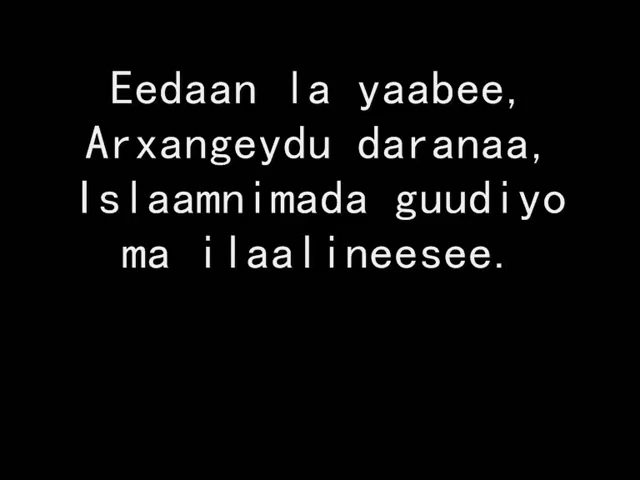 Eedaan la yaabee,
Arxangeydu daranaa,
Islaamnimada guudiyo
ma ilaalineesee.